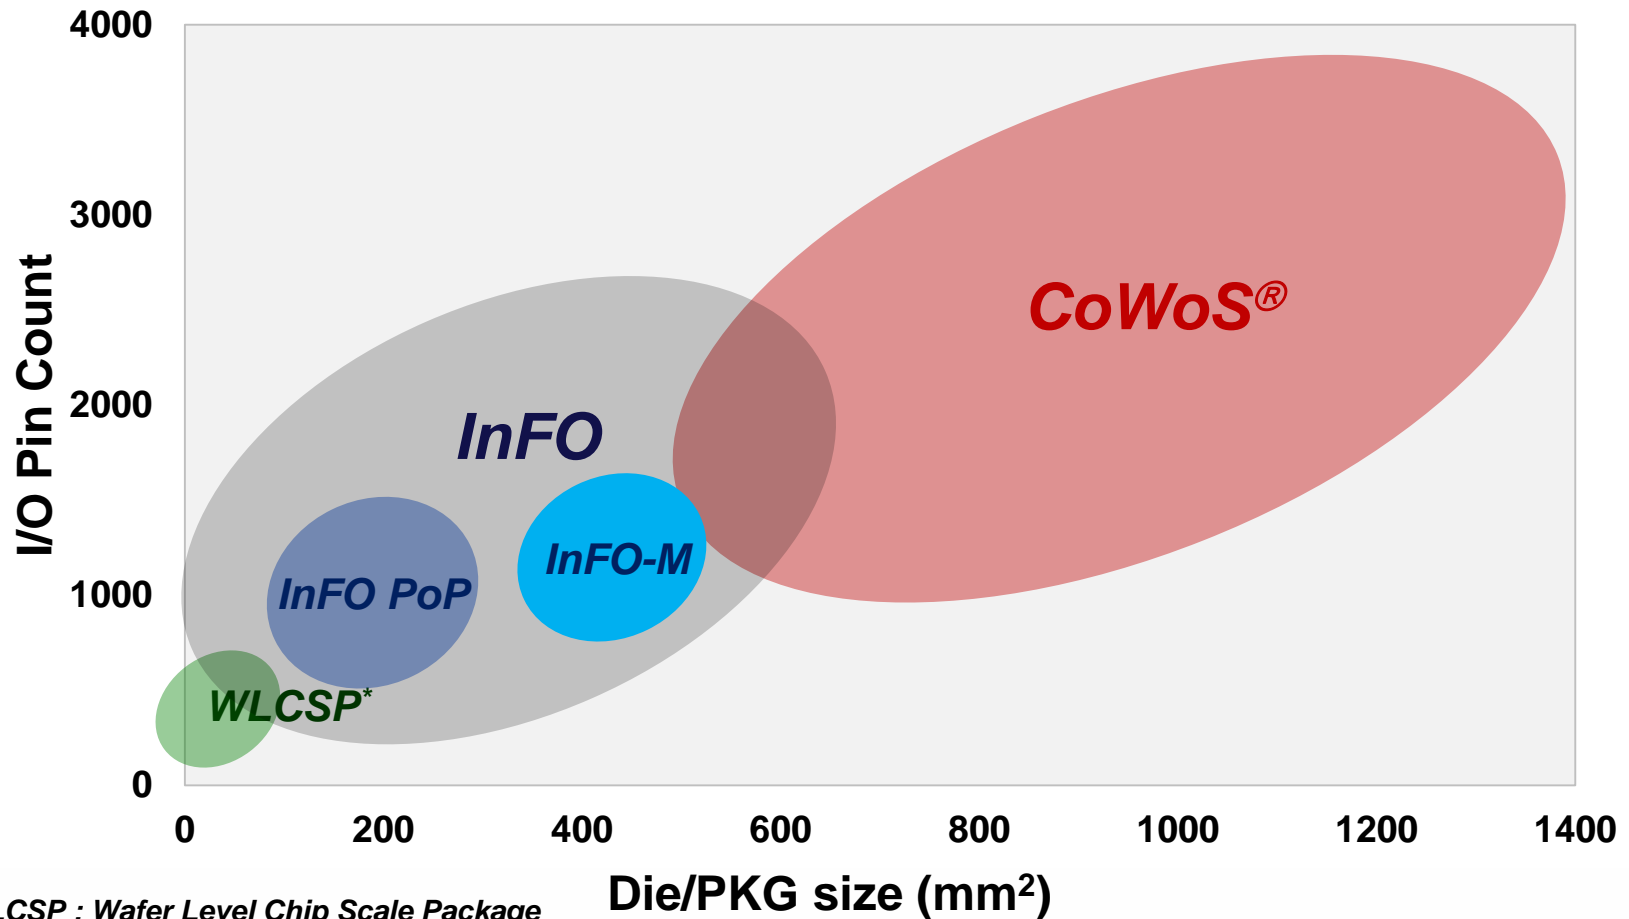 4000
3000
2000
1000
0
I/O Pin Count
CoWoS®
InFO
InFO-M
InFO PoP
WLCSP*
0 200 400 600 800 1000 1200 1400
Die/PKG size (mm²)
LCSP : Wafer Level Chip Scale Package